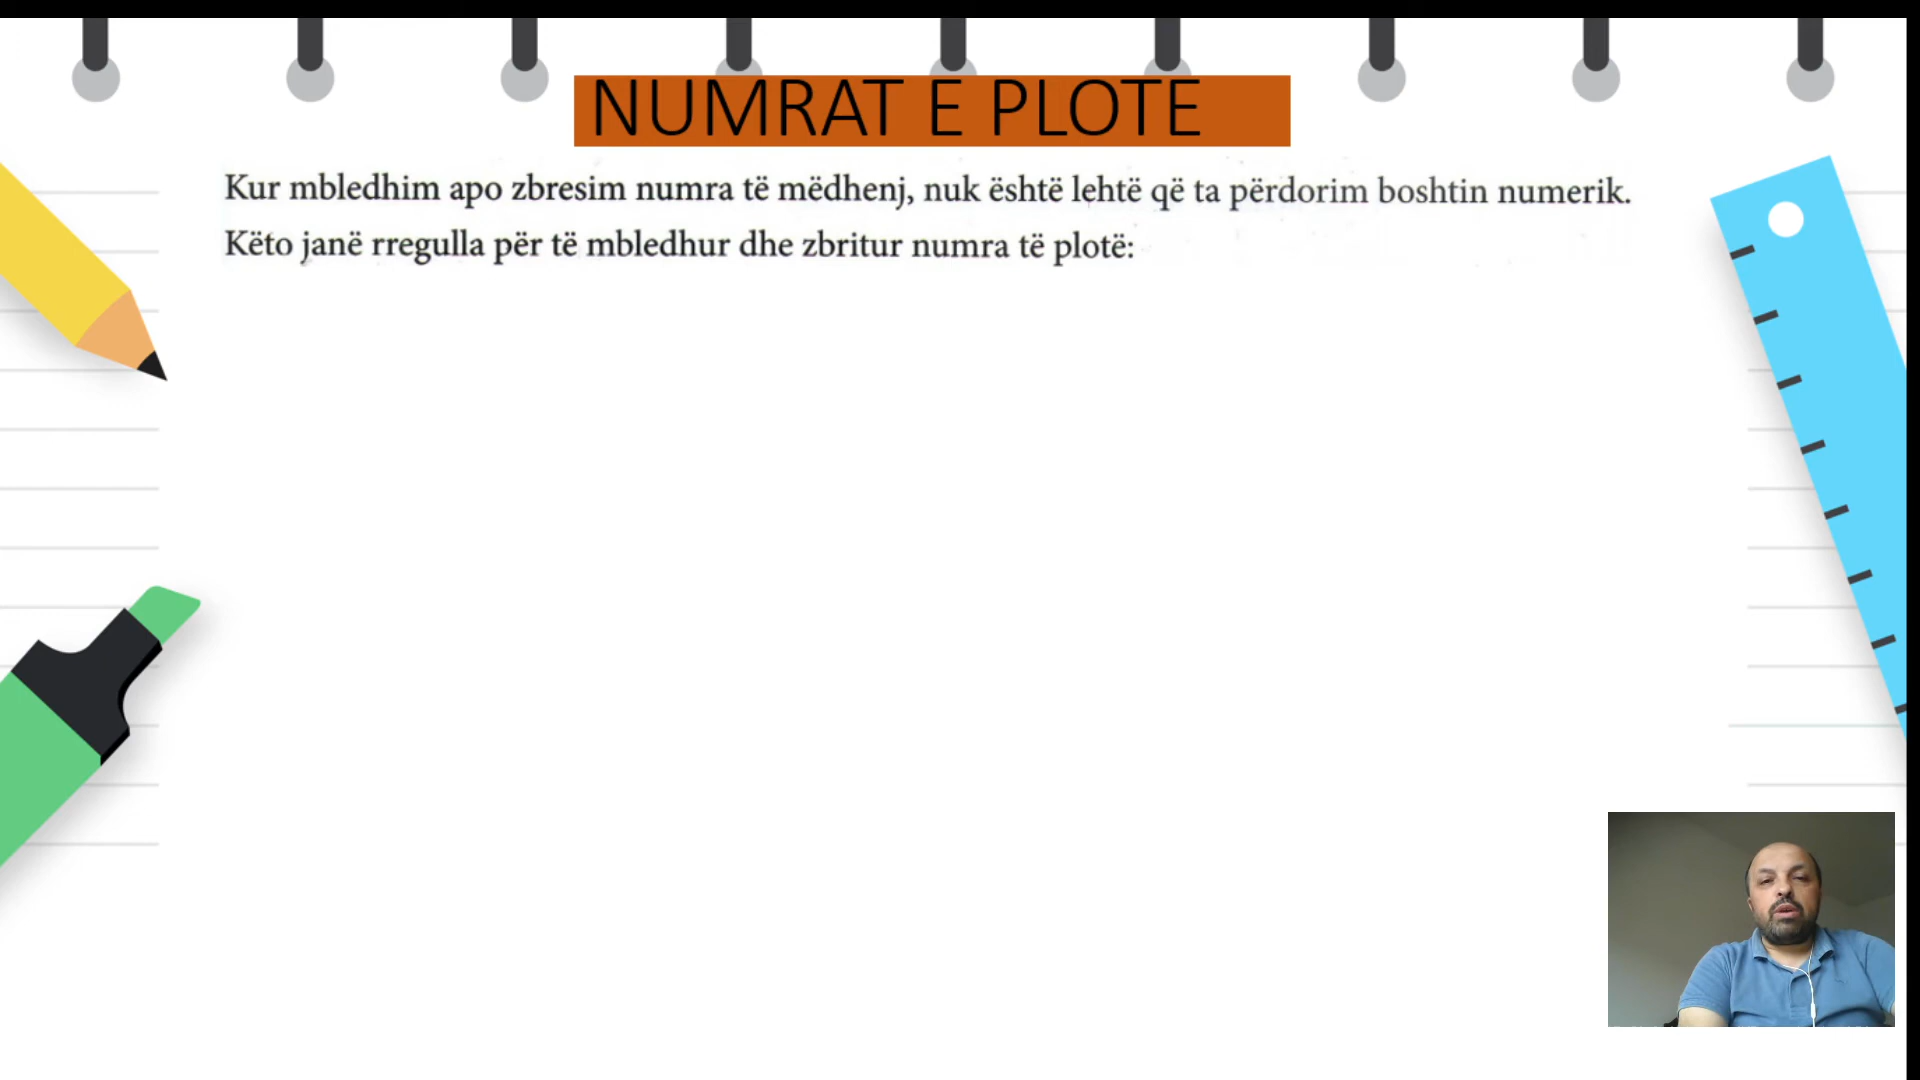 NUMRAT E PLOTE
Kur mbledhim apo zbresim numra të mëdhenj, nuk është lehtë që ta përdorim boshtin numerik.
Këto janë rregulla për të mbledhur dhe zbritur numra të plotë: